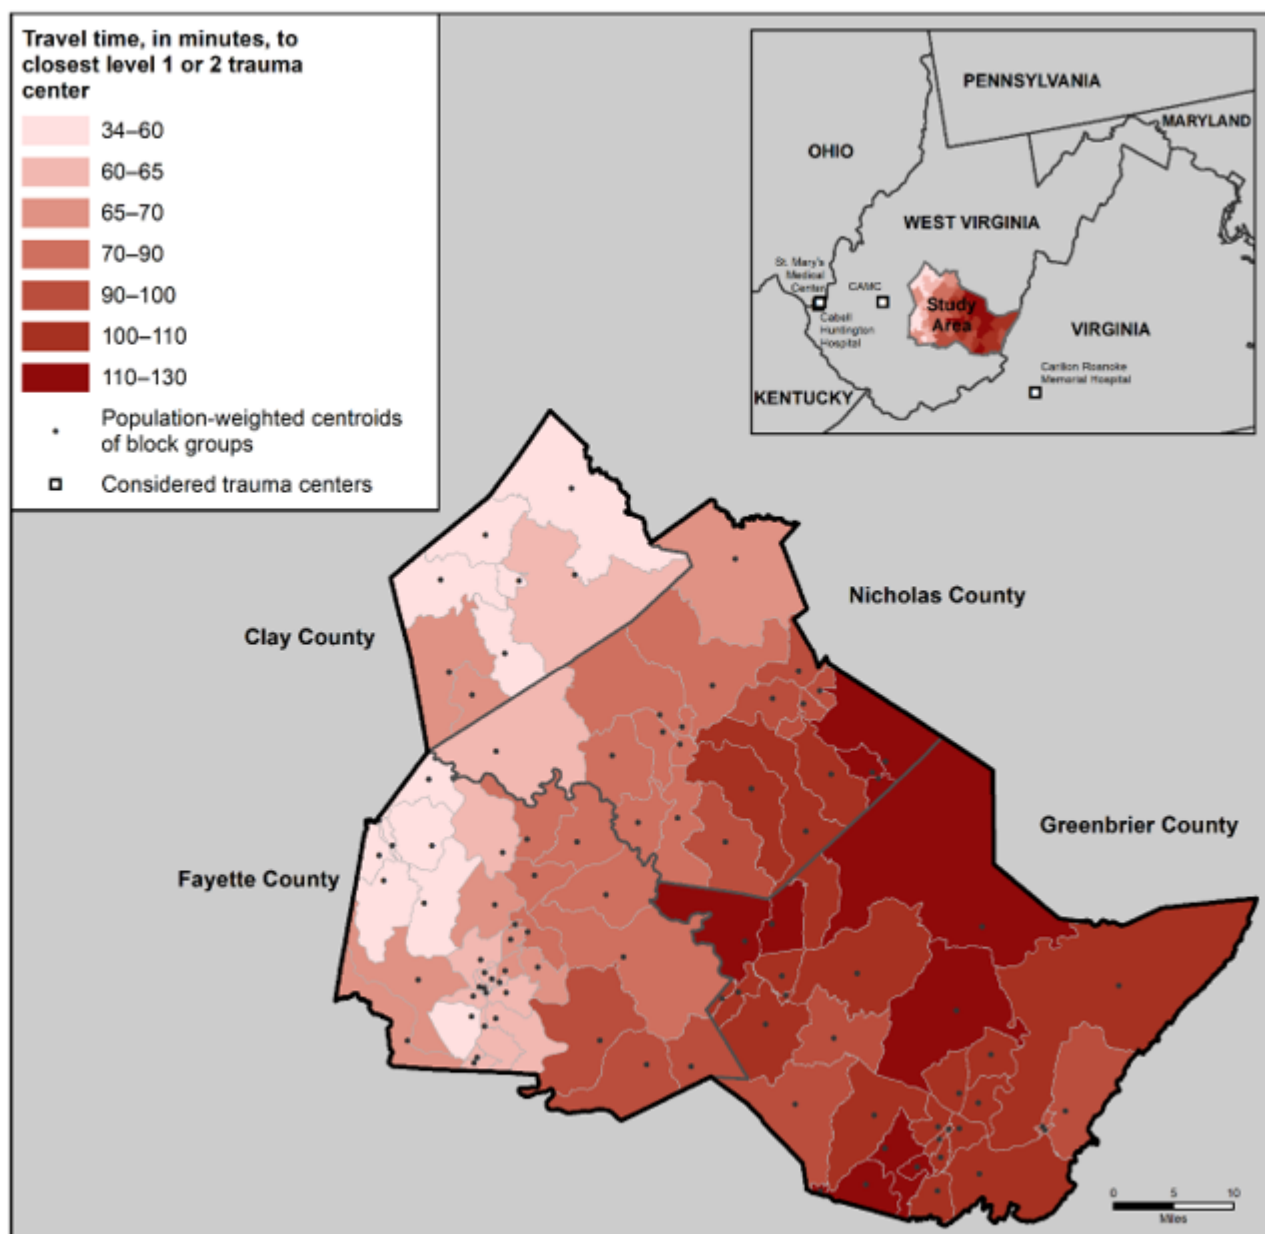 Travel time, in minutes, to
closest level 1 or 2 trauma
center
34–60
60–65
65–70
70–90
90–100
100–110
110–130
Population-weighted centroids
of block groups
Considered trauma centers
PENNSYLVANIA
MARYLAND
OHIO
WEST VIRGINIA
St. Mary's
Medical
Center
CAMC
Cabell
Huntington
Hospital
Study
Area
VIRGINIA
Carilion Roanoke
Memorial Hospital
KENTUCKY
Nicholas County
Clay County
Greenbrier County
Fayette County
0 5 10
Miles